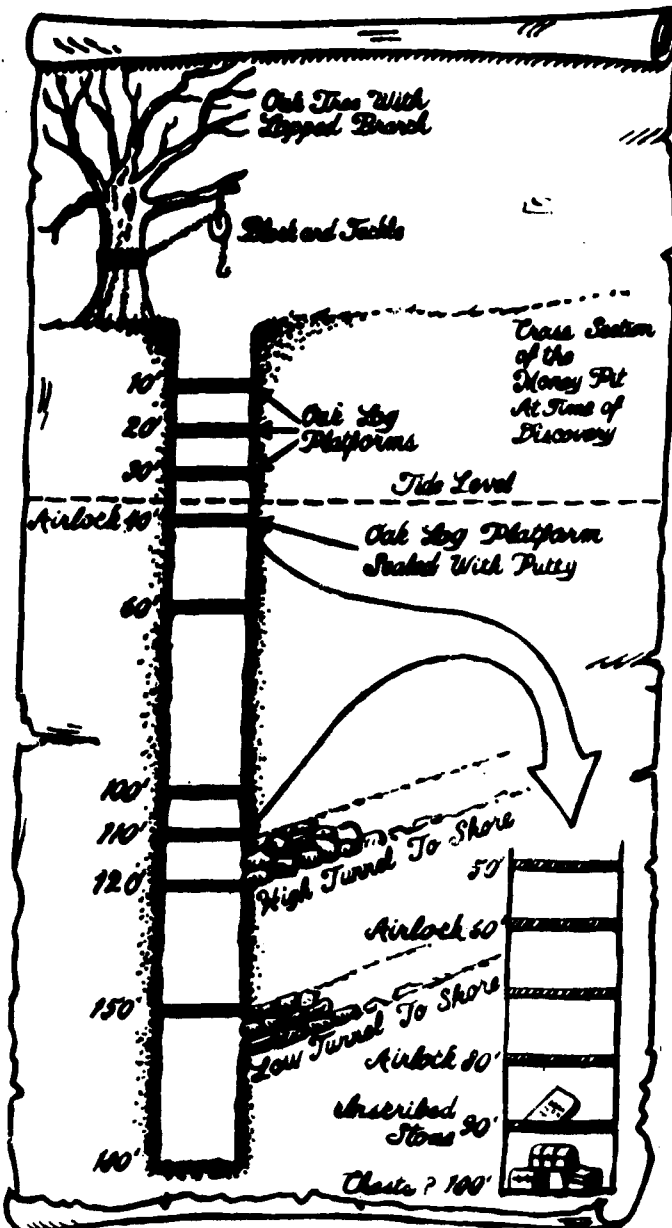 Oak Tree With
Lopped Branch
Block and Tackle
Cross Section
of the
Money Pit
At Time of
Discovery
10'
20'
Oak Log
Platforms
30'
Tide Level
Airlock 40'
Oak Log Platform
Sealed With Putty
60'
100'
110'
High Tunnel To Shore
120'
50'
Airlock 60'
150'
Low Tunnel To Shore
Airlock 80'
Inscribed
Stone 90'
Chests? 100'